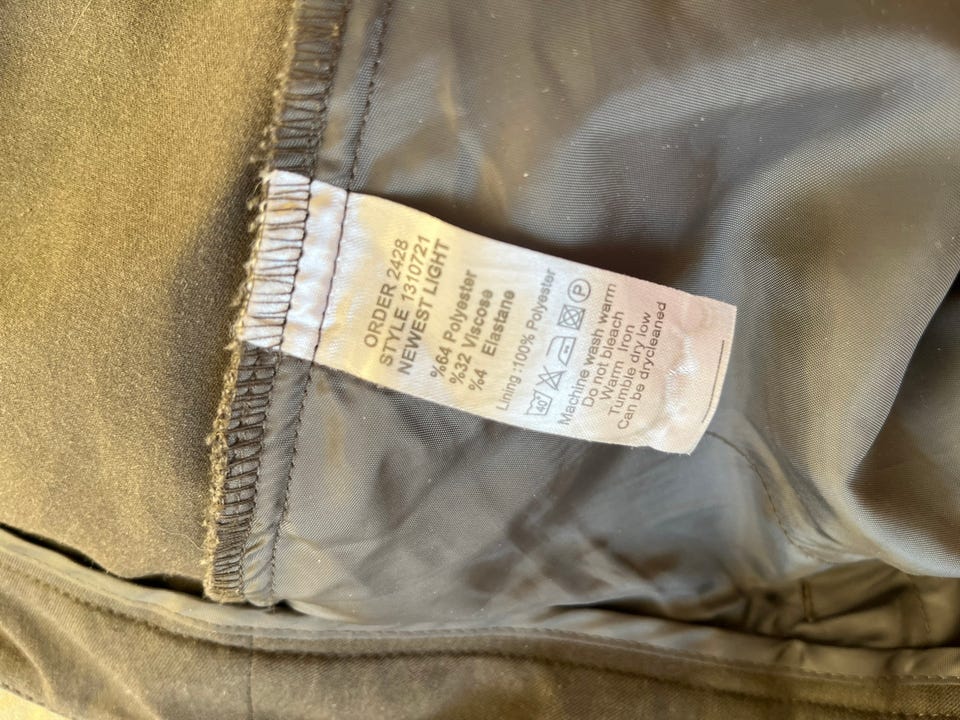 ORDER 2428
STYLE 1310721
NEWEST LIGHT
%64 Polyester
%32 Viscose
%4 Elastane
Lining :100% Polyester
40 P
Machine wash warm
Do not bleach
Warm Iron
Tumble dry low
Can be drycleaned